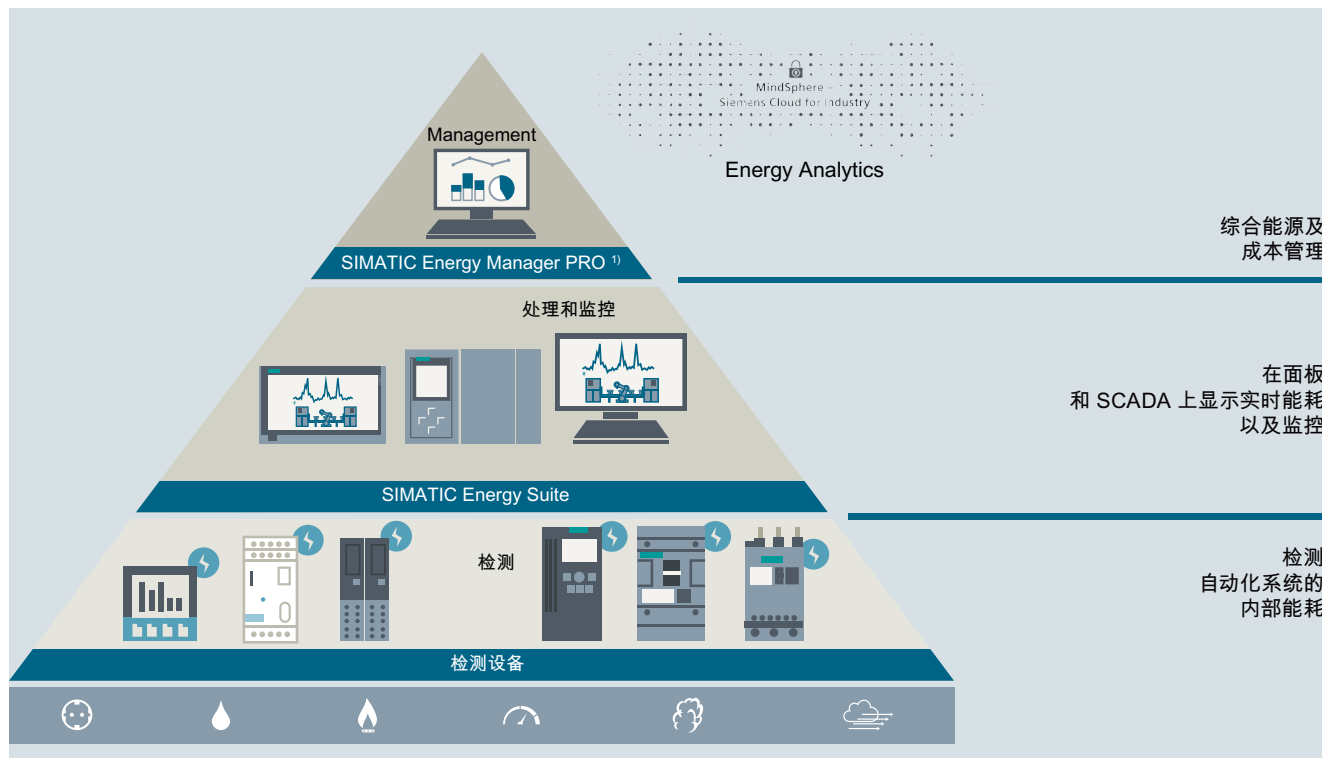 MindSphere –
Siemens Cloud for Industry
Energy Analytics
Management
SIMATIC Energy Manager PRO 1)
综合能源及
成本管理
处理和监控
在面板
和 SCADA 上显示实时能耗
以及监控
SIMATIC Energy Suite
检测
检测
自动化系统的
内部能耗
检测设备